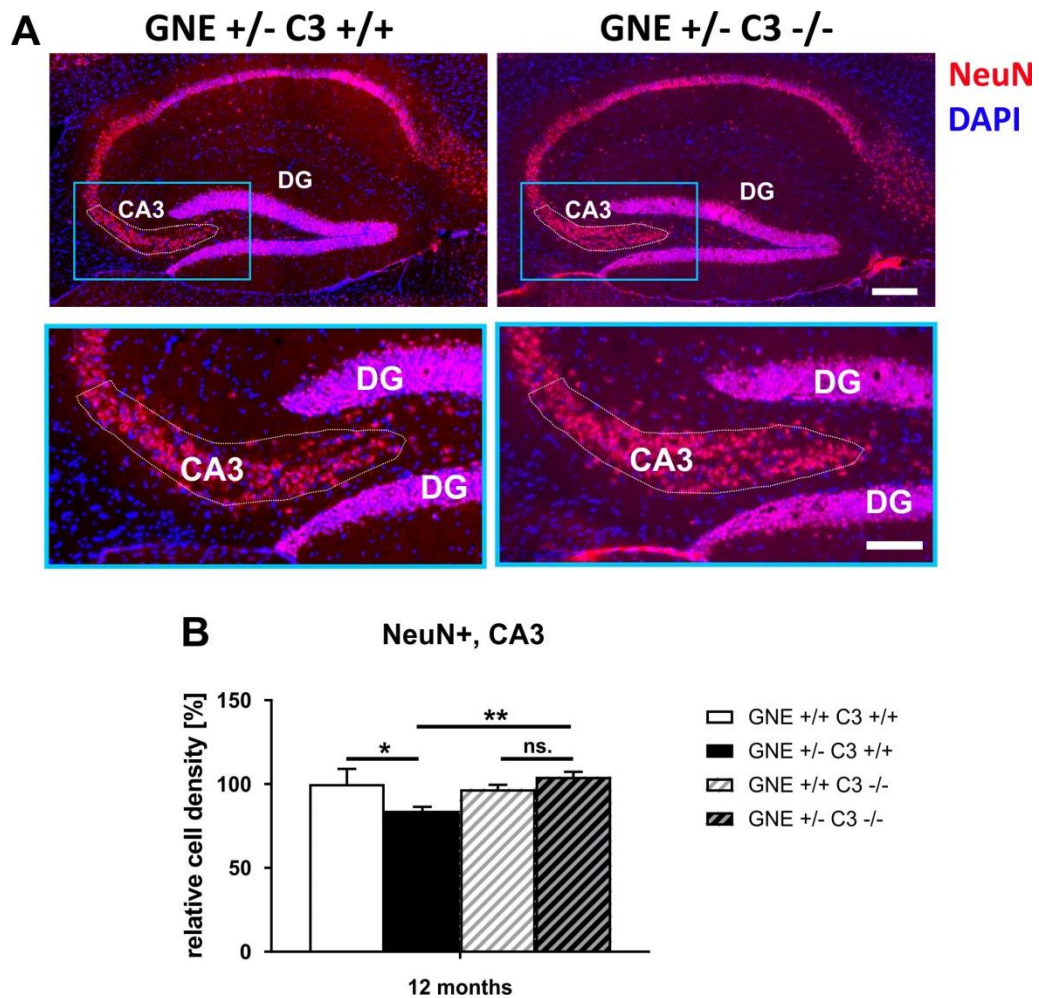 A
GNE +/- C3 +/+
GNE +/- C3 -/-
NeuN
DAPI
DG
CA3
DG
CA3
DG
CA3
DG
DG
CA3
DG
B
NeuN+, CA3
relative cell density [%]
150
100
50
0
*
**
ns.
12 months
GNE +/+ C3 +/+
GNE +/- C3 +/+
GNE +/+ C3 -/-
GNE +/- C3 -/-